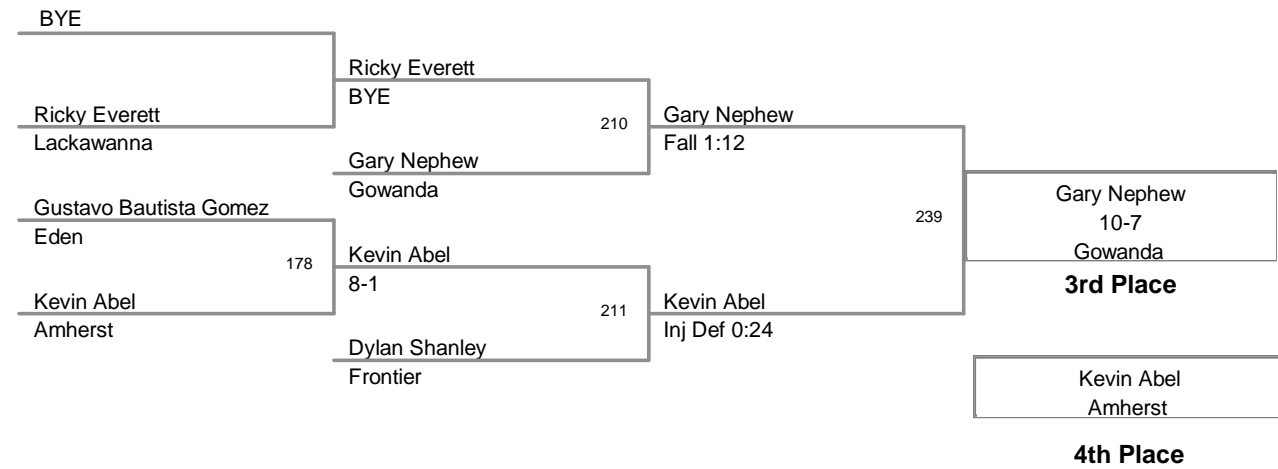 BYE
Ricky Everett
BYE
Ricky Everett
Lackawanna
210
Gary Nephew
Fall 1:12
Gary Nephew
Gowanda
Gustavo Bautista Gomez
Eden
239
Gary Nephew
10-7
Gowanda
3rd Place
178
Kevin Abel
8-1
Kevin Abel
Amherst
211
Kevin Abel
Inj Def 0:24
Dylan Shanley
Frontier
Kevin Abel
Amherst
4th Place